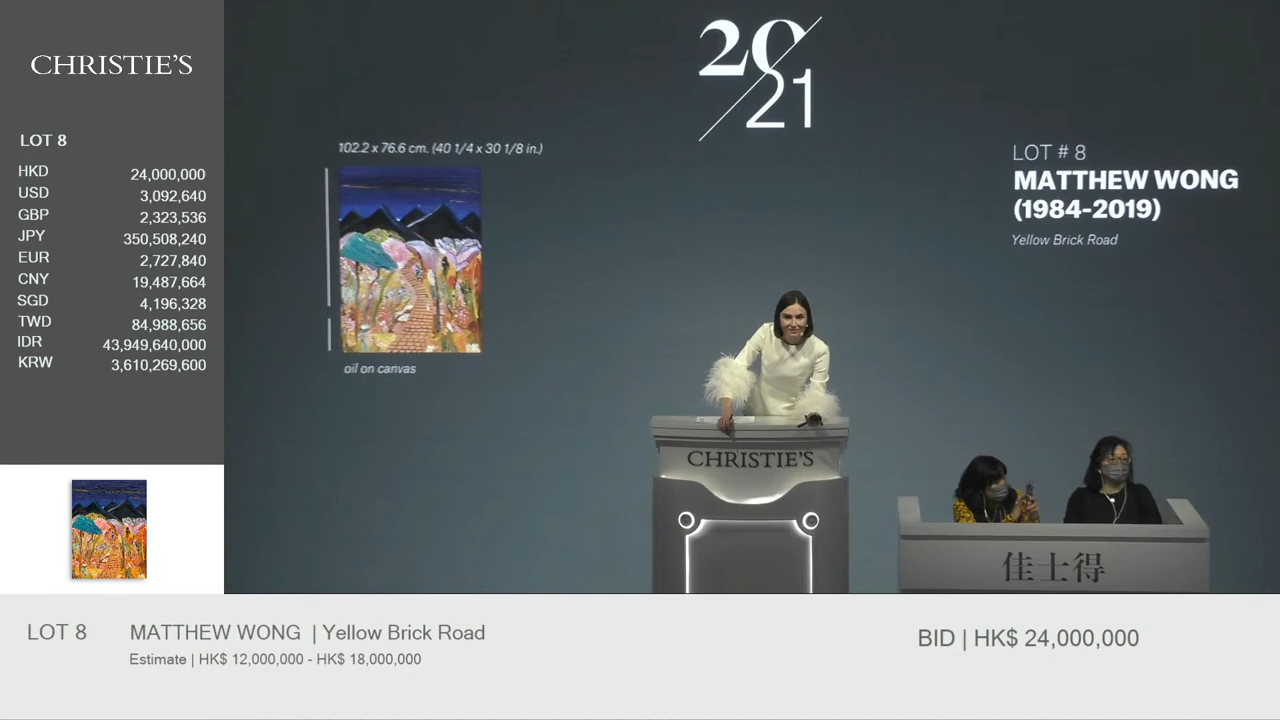 CHRISTIE'S
LOT 8
HKD 24,000,000
USD 3,092,640
GBP 2,323,536
JPY 350,508,240
EUR 2,727,840
CNY 19,487,664
SGD 4,196,328
TWD 84,988,656
IDR 43,949,640,000
KRW 3,610,269,600
20/21
102.2 x 76.6 cm. (40 1/4 x 30 1/8 in.)
oil on canvas
LOT # 8
MATTHEW WONG
(1984-2019)
Yellow Brick Road
CHRISTIE'S
佳士得
LOT 8 MATTHEW WONG | Yellow Brick Road
Estimate | HK$ 12,000,000 - HK$ 18,000,000
BID | HK$ 24,000,000